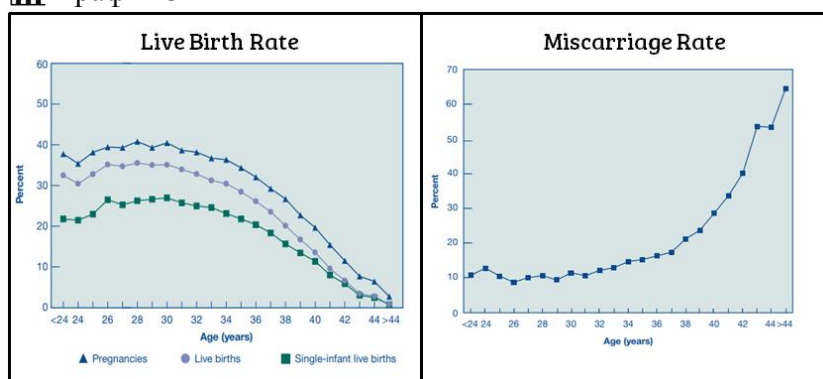 Live Birth Rate
60
50
40
30
20
10
0
Percent
<24 24 26 28 30 32 34 36 38 40 42 44 >44
Age (years)
Pregnancies Live births Single-infant live births
Miscarriage Rate
70
60
50
40
30
20
10
0
Percent
<24 24 26 28 30 32 34 36 38 40 42 44 >44
Age (years)